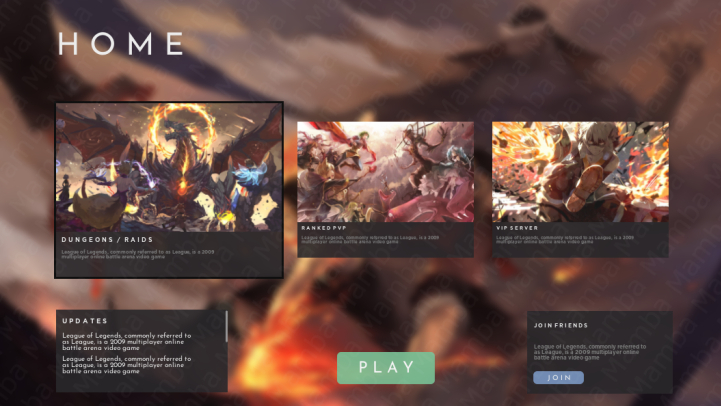 HOME
DUNGEONS / RAIDS
League of Legends, commonly referred to as League, is a 2009
multiplayer online battle arena video game
RANKED PVP
League of Legends, commonly referred to as League, is a 2009
multiplayer online battle arena video game
VIP SERVER
League of Legends, commonly referred to as League, is a 2009
multiplayer online battle arena video game
UPDATES
League of Legends, commonly referred to
as League, is a 2009 multiplayer online
battle arena video game
League of Legends, commonly referred to
as League, is a 2009 multiplayer online
battle arena video game
PLAY
JOIN FRIENDS
League of Legends, commonly referred to
as League, is a 2009 multiplayer online
battle arena video game
JOIN